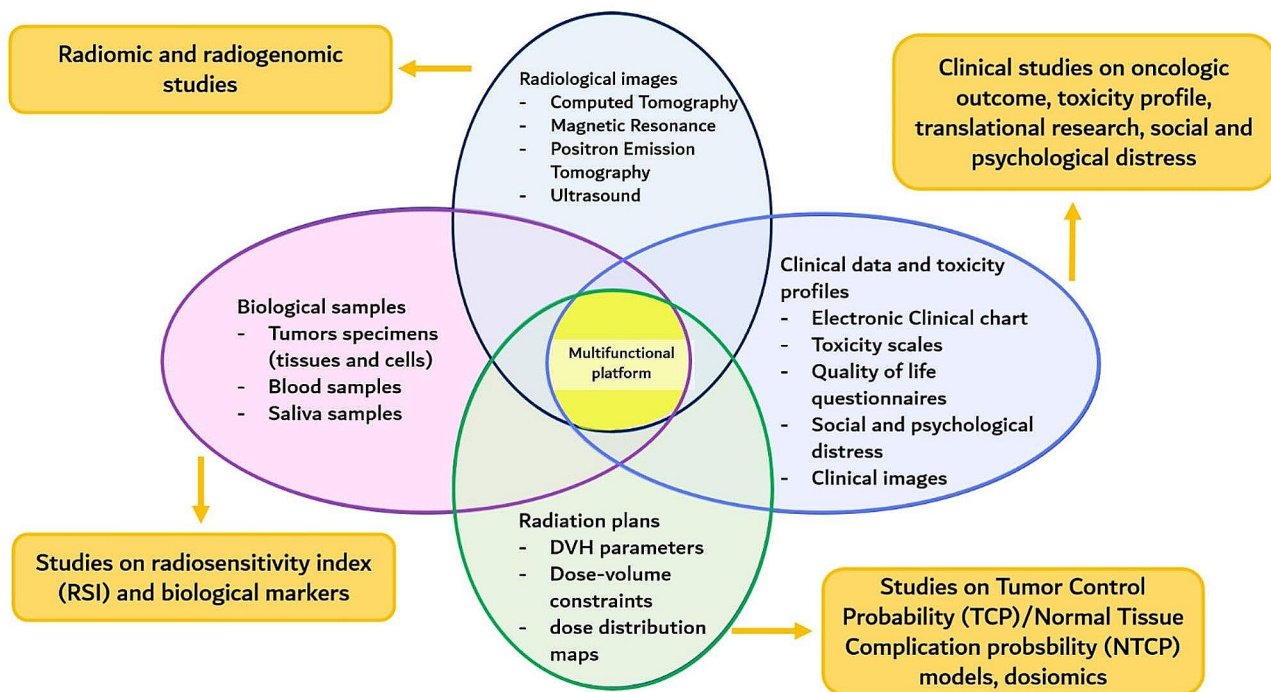 Radiomic and radiogenomic
studies
Radiological images
- Computed Tomography
- Magnetic Resonance
- Positron Emission
Tomography
- Ultrasound
Clinical studies on oncologic
outcome, toxicity profile,
translational research, social and
psychological distress
Biological samples
- Tumors specimens
(tissues and cells)
- Blood samples
- Saliva samples
Multifunctional
platform
Clinical data and toxicity
profiles
- Electronic Clinical chart
- Toxicity scales
- Quality of life
questionnaires
- Social and psychological
distress
- Clinical images
Studies on radiosensitivity index
(RSI) and biological markers
Radiation plans
- DVH parameters
- Dose-volume
constraints
- dose distribution
maps
Studies on Tumor Control
Probability (TCP)/Normal Tissue
Complication probsbility (NTCP)
models, dosiomics